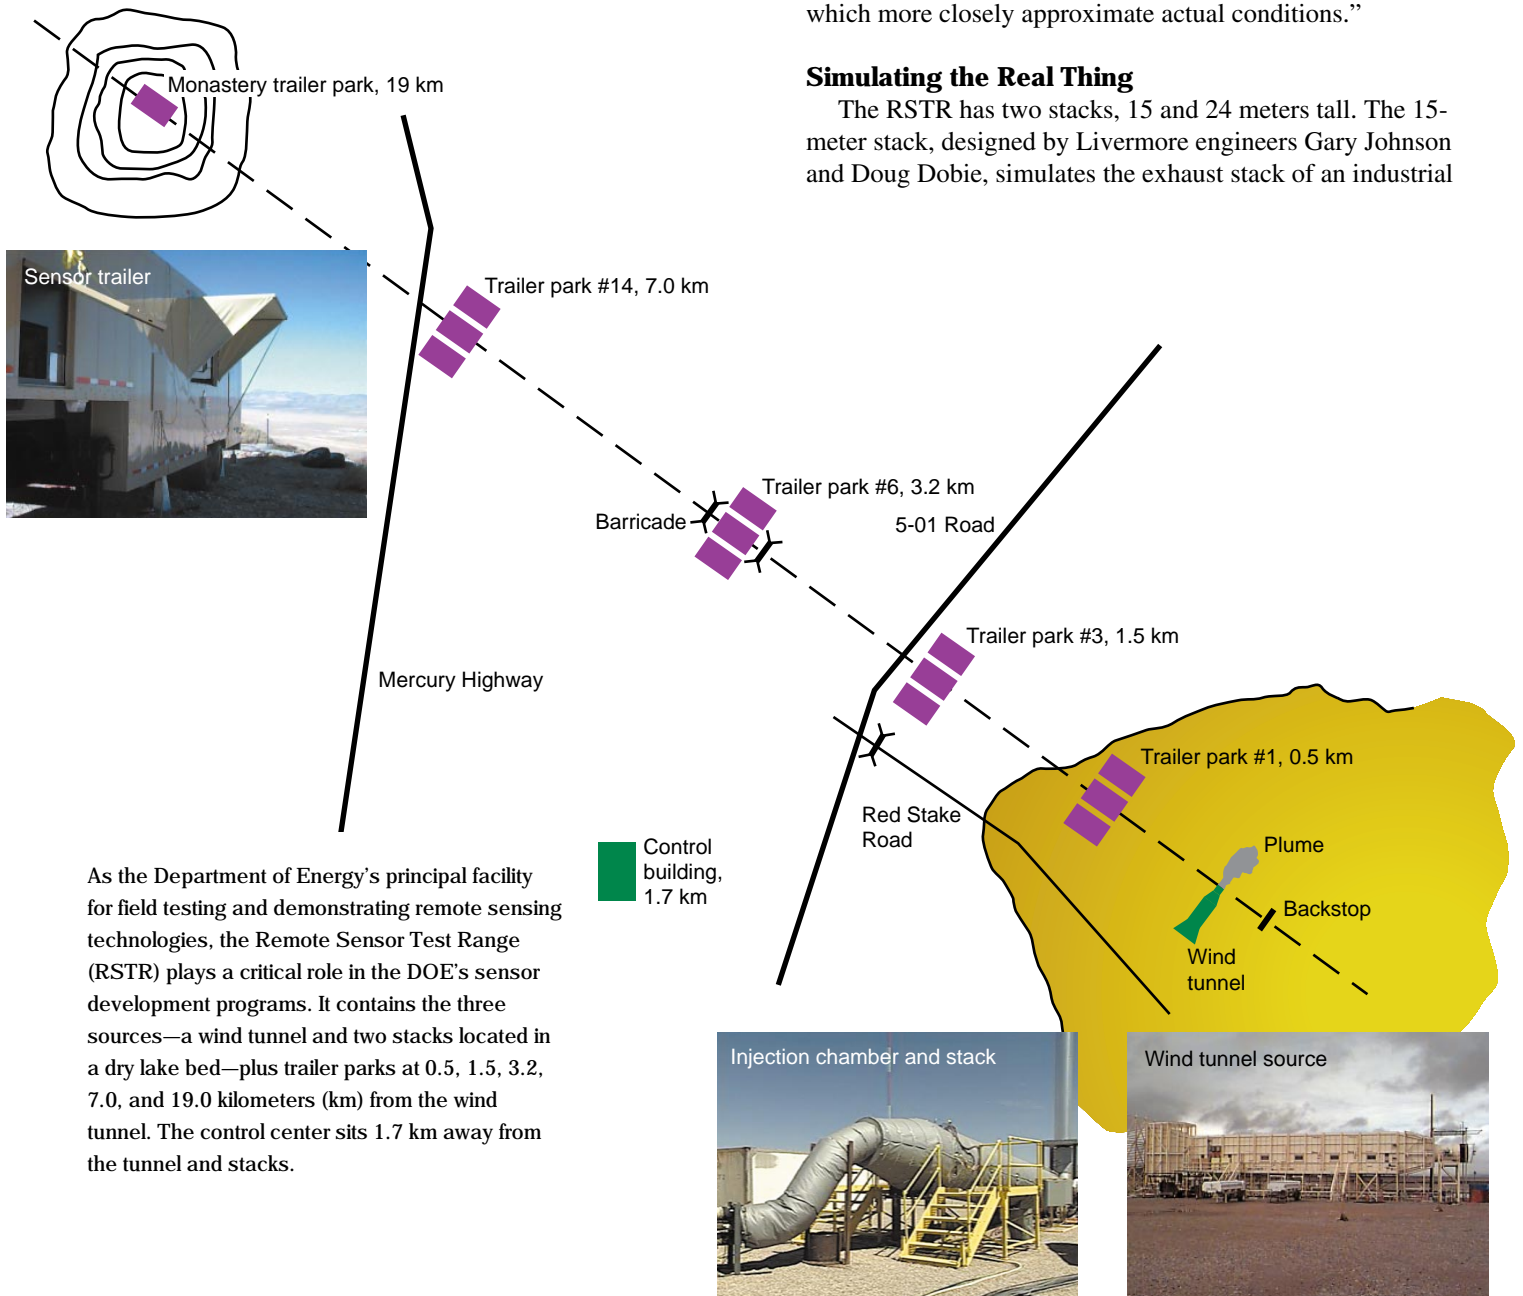 which more closely approximate actual conditions.”
Simulating the Real Thing
The RSTR has two stacks, 15 and 24 meters tall. The 15-
meter stack, designed by Livermore engineers Gary Johnson
and Doug Dobie, simulates the exhaust stack of an industrial
Monastery trailer park, 19 km
Sensor trailer
Trailer park #14, 7.0 km
Trailer park #6, 3.2 km
Barricade
5-01 Road
Trailer park #3, 1.5 km
Mercury Highway
Trailer park #1, 0.5 km
Red Stake
Road
Plume
Control
building,
1.7 km
Backstop
Wind
tunnel
As the Department of Energy’s principal facility
for field testing and demonstrating remote sensing
technologies, the Remote Sensor Test Range
(RSTR) plays a critical role in the DOE’s sensor
development programs. It contains the three
sources—a wind tunnel and two stacks located in
a dry lake bed—plus trailer parks at 0.5, 1.5, 3.2,
7.0, and 19.0 kilometers (km) from the wind
tunnel. The control center sits 1.7 km away from
the tunnel and stacks.
Injection chamber and stack
Wind tunnel source